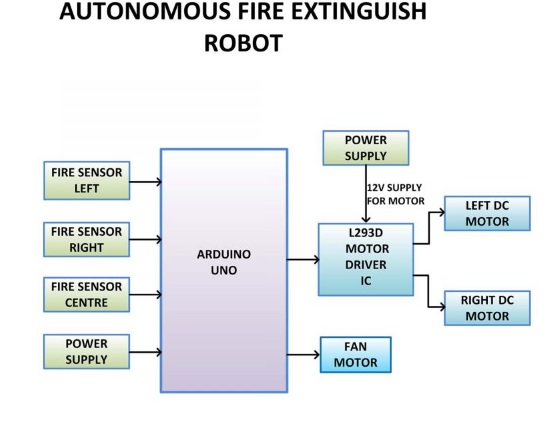 AUTONOMOUS FIRE EXTINGUISH
ROBOT
POWER
SUPPLY
FIRE SENSOR
LEFT
12V SUPPLY
FOR MOTOR
LEFT DC
MOTOR
FIRE SENSOR
RIGHT
ARDUINO
UNO
L293D
MOTOR
DRIVER
IC
FIRE SENSOR
CENTRE
RIGHT DC
MOTOR
POWER
SUPPLY
FAN
MOTOR